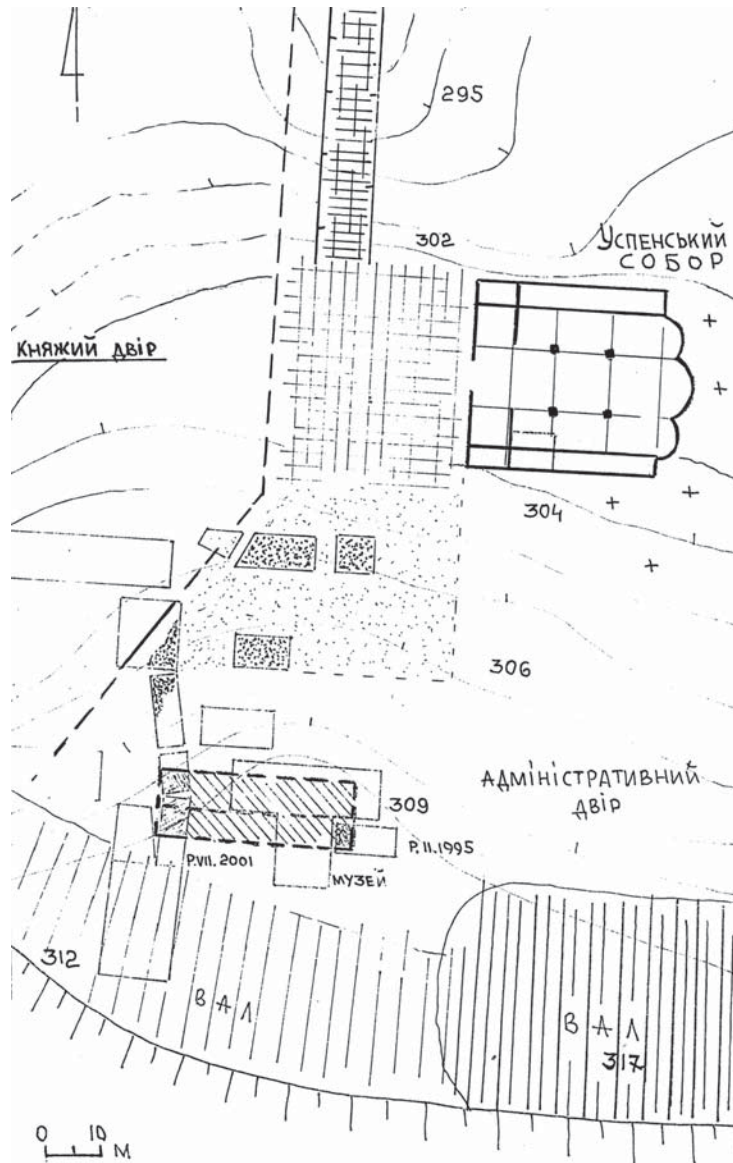 295
302
УСПЕНСЬКИЙ
СОБОР
КНЯЖИЙ ДВІР
304
306
АДМІНІСТРАТИВНИЙ
ДВІР
309
Р.VII. 2001
Р. II. 1995
МУЗЕЙ
312
ВАЛ
ВАЛ
317
0 10
М